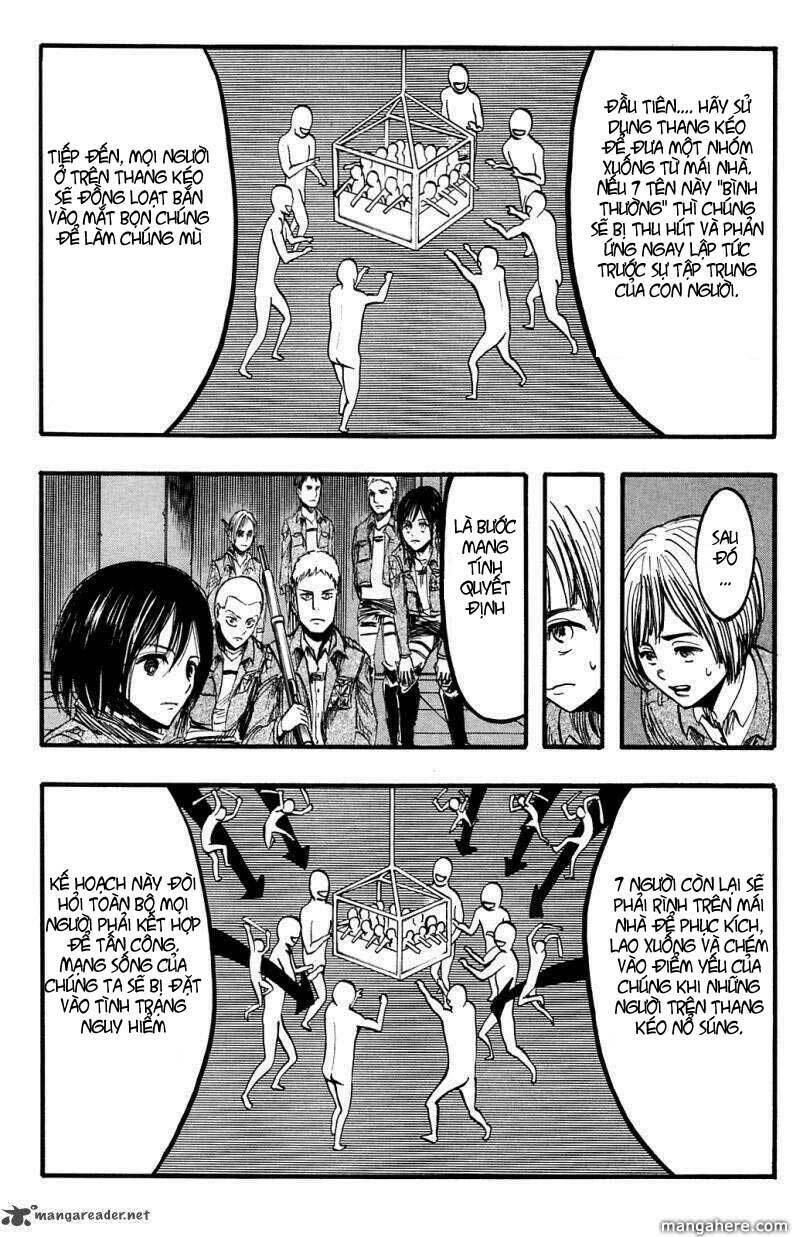 ĐẦU TIÊN.... HÃY SỬ
DỤNG THANG KÉO
ĐỂ ĐƯA MỘT NHÓM
XUỐNG TỪ MÁI NHÀ,
NẾU 7 TÊN NÀY "BÌNH
THƯỜNG" THÌ CHÚNG
SẼ BỊ THU HÚT VÀ PHẢN
ỨNG NGAY LẬP TỨC
TRƯỚC SỰ TẬP TRUNG
CỦA CON NGƯỜI.
TIẾP ĐẾN, MỌI NGƯỜI
Ở TRÊN THANG KÉO
SẼ ĐỒNG LOẠT BẮN
VÀO MẮT BỌN CHÚNG
ĐỂ LÀM CHÚNG MÙ
SAU
ĐÓ
...
LÀ BƯỚC
MANG
TÍNH
QUYẾT
ĐỊNH
7 NGƯỜI CÒN LẠI SẼ
PHẢI RÌNH TRÊN MÁI
NHÀ ĐỂ PHỤC KÍCH,
LAO XUỐNG VÀ CHÉM
VÀO ĐIỂM YẾU CỦA
CHÚNG KHI NHỮNG
NGƯỜI TRÊN THANG
KÉO NỔ SÚNG.
KẾ HOẠCH NÀY ĐÒI
HỎI TOÀN BỘ MỌI
NGƯỜI PHẢI KẾT HỢP
ĐỂ TẤN CÔNG,
MẠNG SỐNG CỦA
CHÚNG TA SẼ BỊ ĐẶT
VÀO TÌNH TRẠNG
NGUY HIỂM
mangareader.net
mangahere.com